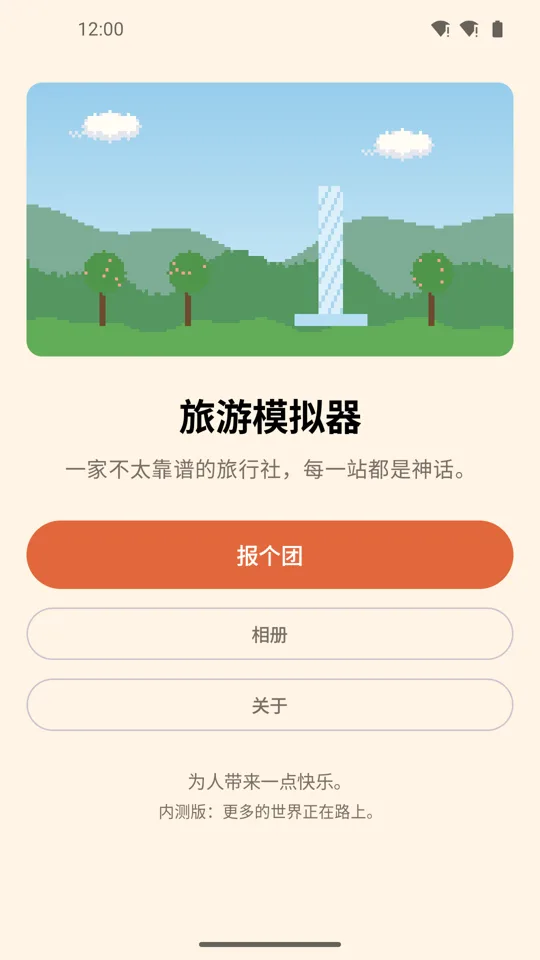 12:00
旅游模拟器
一家不太靠谱的旅行社，每一站都是神话。
报个团
相册
关于
为人带来一点快乐。
内测版：更多的世界正在路上。